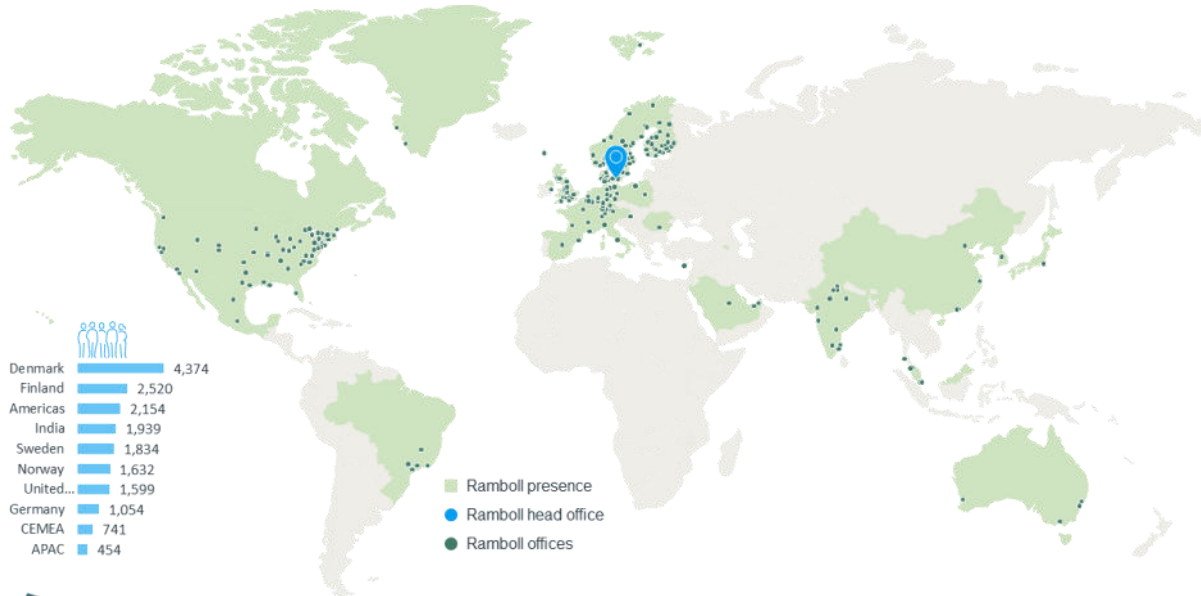 Denmark 4,374
Finland 2,520
Americas 2,154
India 1,939
Sweden 1,834
Norway 1,632
United... 1,599
Germany 1,054
CEMEA 741
APAC 454
Ramboll presence
Ramboll head office
Ramboll offices